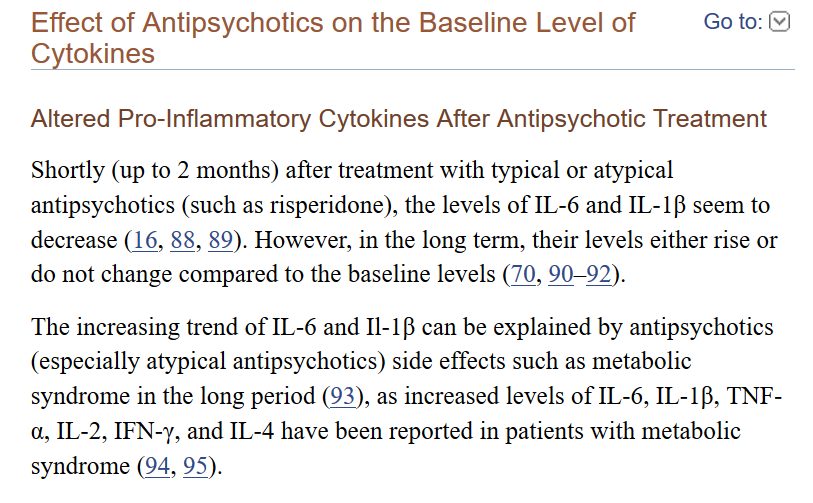 Effect of Antipsychotics on the Baseline Level of
Go to:
Cytokines
Altered Pro-Inflammatory Cytokines After Antipsychotic Treatment
Shortly (up to 2 months) after treatment with typical or atypical
antipsychotics (such as risperidone), the levels of IL-6 and IL-1β seem to
decrease (16, 88, 89). However, in the long term, their levels either rise or
do not change compared to the baseline levels (70, 90–92).
The increasing trend of IL-6 and Il-1β can be explained by antipsychotics
(especially atypical antipsychotics) side effects such as metabolic
syndrome in the long period (93), as increased levels of IL-6, IL-1β, TNF-
α, IL-2, IFN-γ, and IL-4 have been reported in patients with metabolic
syndrome (94, 95).